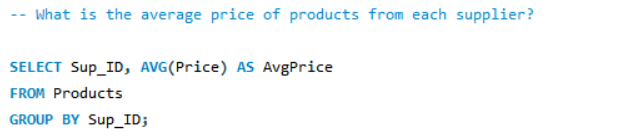 -- What is the average price of products from each supplier?
SELECT Sup_ID, AVG(Price) AS AvgPrice
FROM Products
GROUP BY Sup_ID;